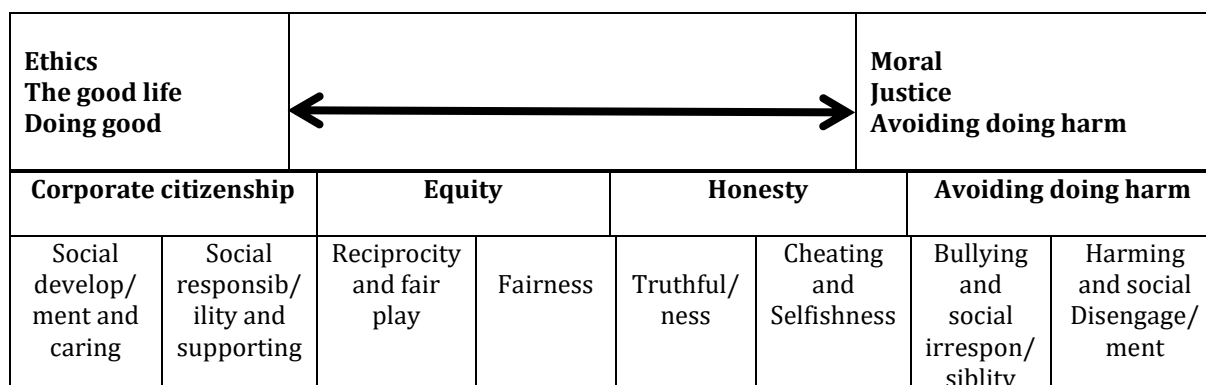 Ethics
The good life
Doing good
Moral
Justice
Avoiding doing harm
Corporate citizenship
Equity
Honesty
Avoiding doing harm
Social
develop/
ment and
caring
Social
responsib/
ility and
supporting
Reciprocity
and fair
play
Fairness
Truthful/
ness
Cheating
and
Selfishness
Bullying
and
social
irrespon/
siblity
Harming
and social
Disengage/
ment